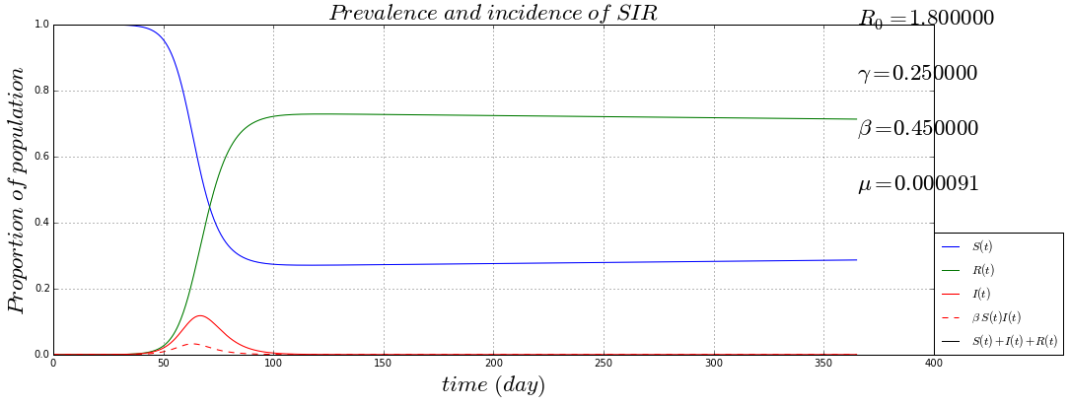 Prevalence and incidence of SIR
R₀ = 1.800000
γ = 0.250000
β = 0.450000
μ = 0.000091
Proportion of population
1.0
0.8
0.6
0.4
0.2
0.0
0 50 100 150 200 250 300 350 400
time (day)
S(t)
R(t)
I(t)
β S(t)I(t)
S(t)+I(t)+R(t)